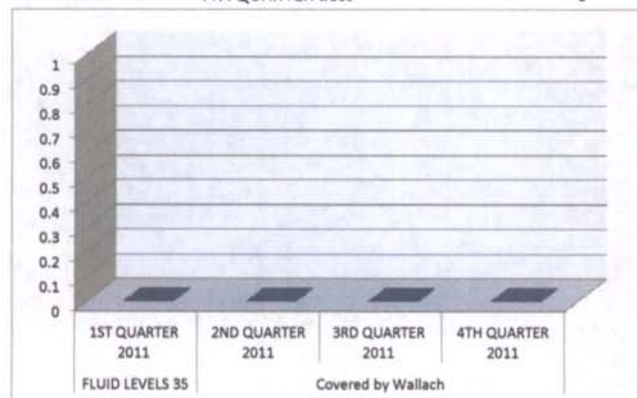 1
0.9
0.8
0.7
0.6
0.5
0.4
0.3
0.2
0.1
0
1ST QUARTER 2011
2ND QUARTER 2011
3RD QUARTER 2011
4TH QUARTER 2011
FLUID LEVELS 35
Covered by Wallach